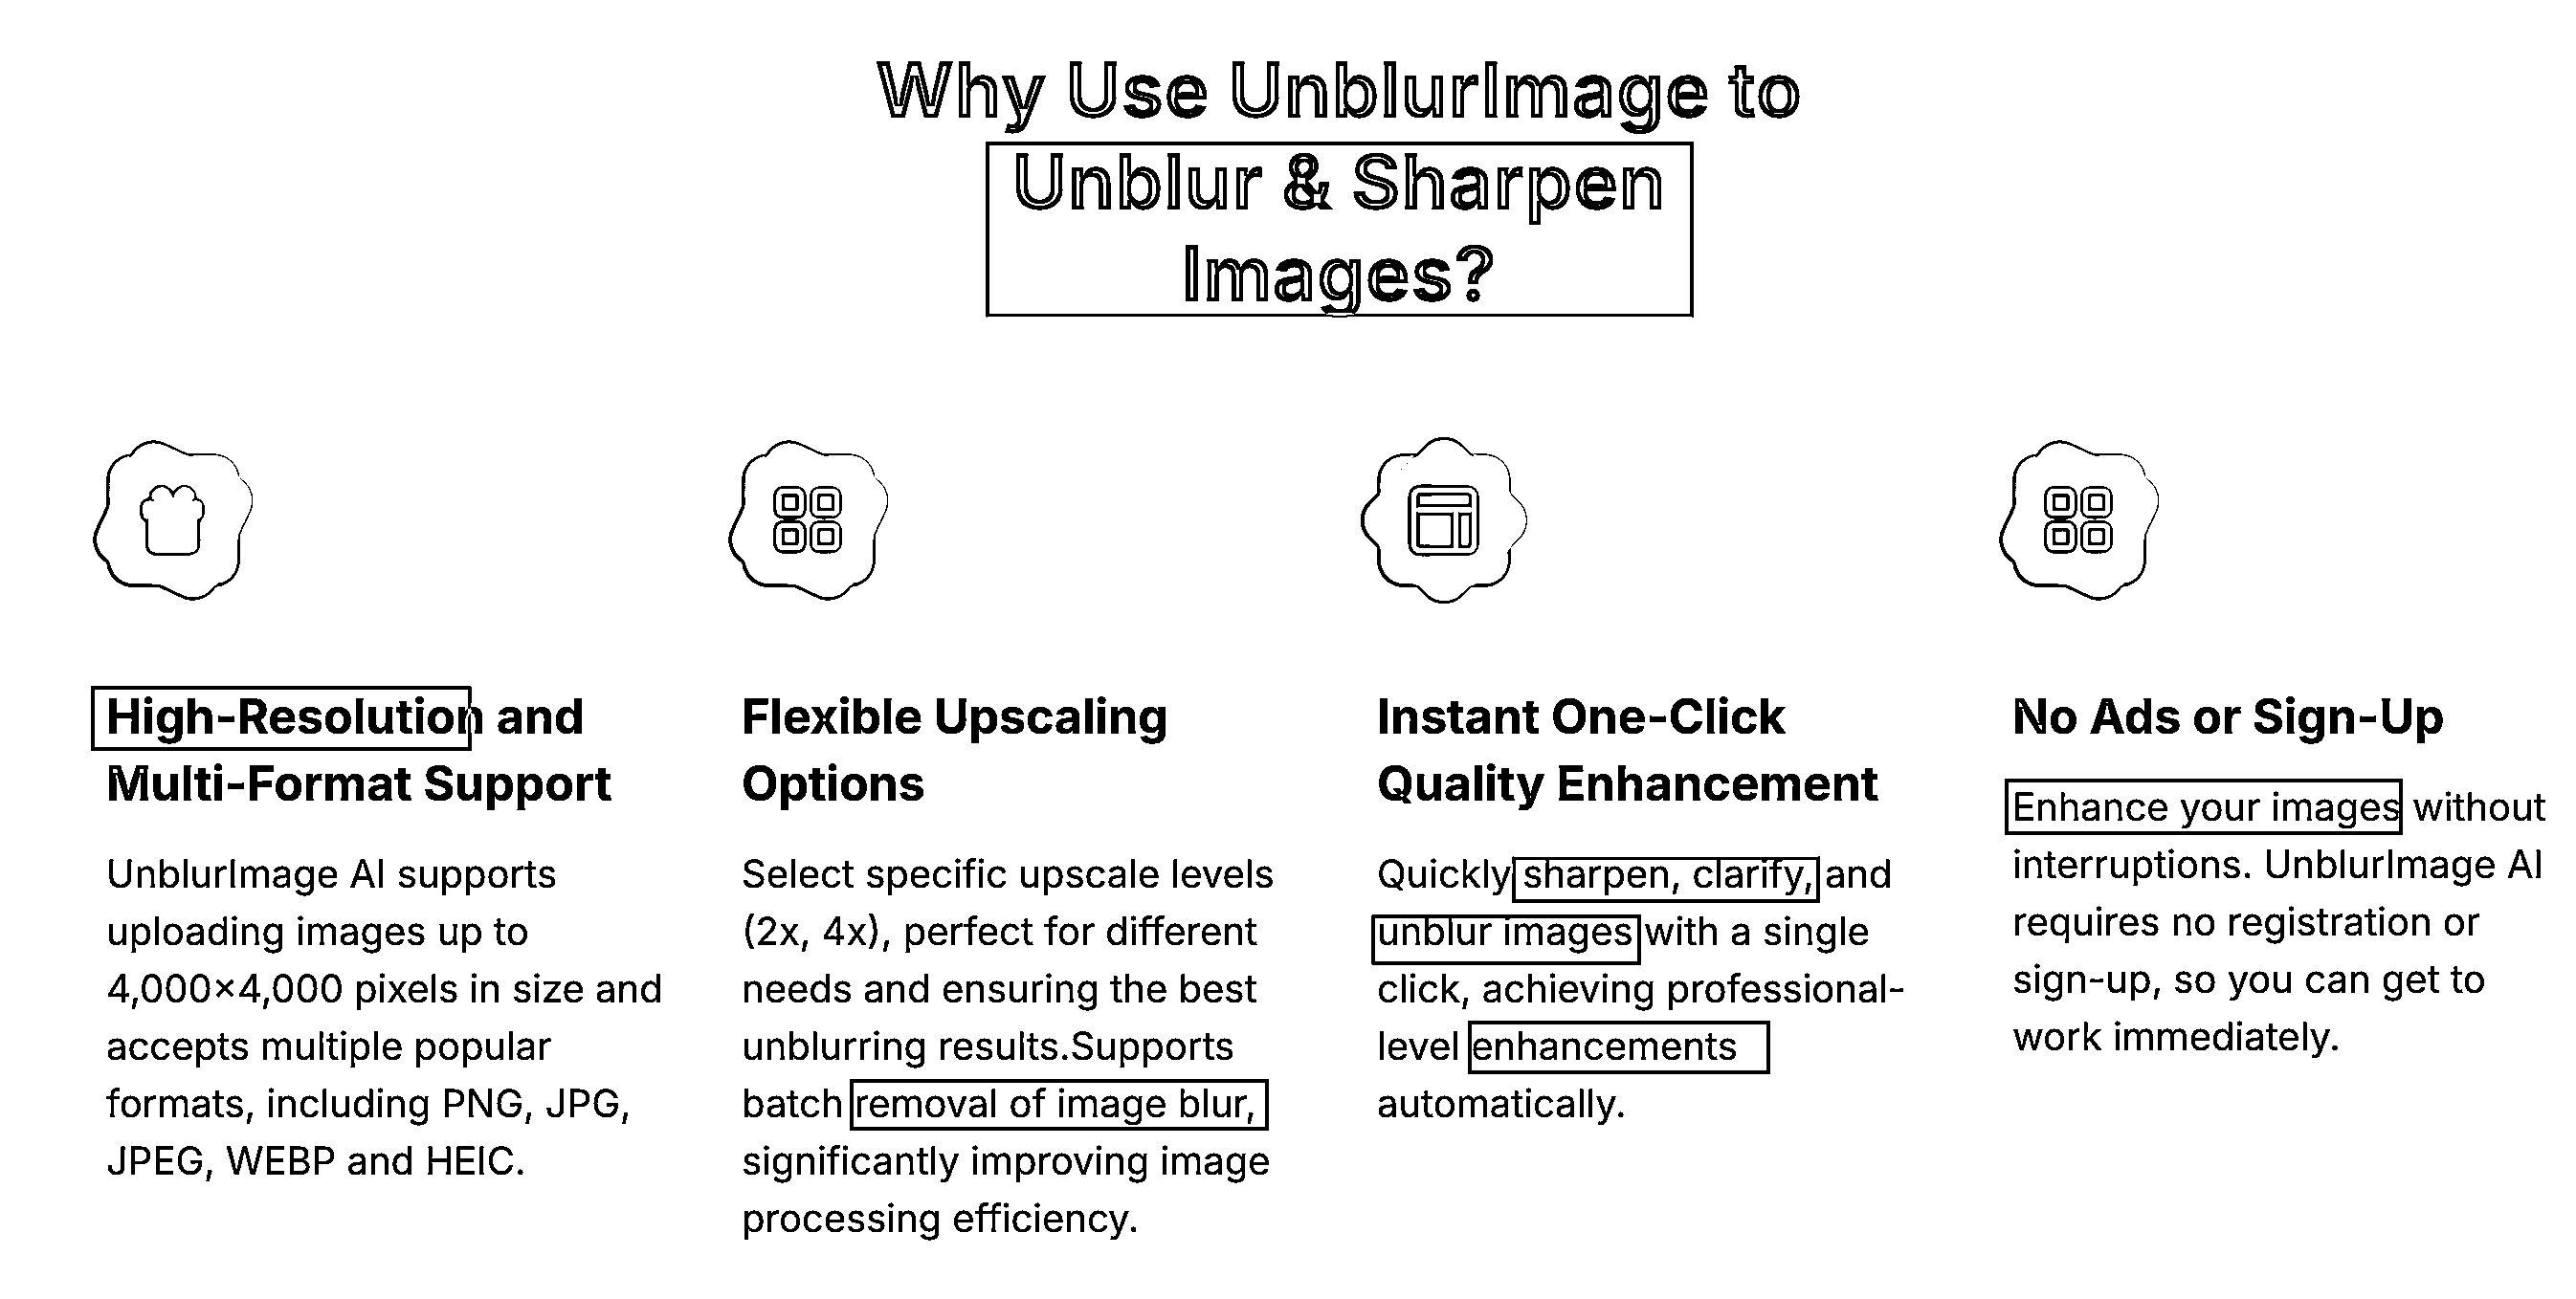 Why Use UnblurImage to
Unblur & Sharpen
Images?
High-Resolution and
Multi-Format Support
UnblurImage AI supports
uploading images up to
4,000×4,000 pixels in size and
accepts multiple popular
formats, including PNG, JPG,
JPEG, WEBP and HEIC.
Flexible Upscaling
Options
Select specific upscale levels
(2x, 4x), perfect for different
needs and ensuring the best
unblurring results.Supports
batch removal of image blur,
significantly improving image
processing efficiency.
Instant One-Click
Quality Enhancement
Quickly sharpen, clarify, and
unblur images with a single
click, achieving professional-
level enhancements
automatically.
No Ads or Sign-Up
Enhance your images without
interruptions. UnblurImage AI
requires no registration or
sign-up, so you can get to
work immediately.